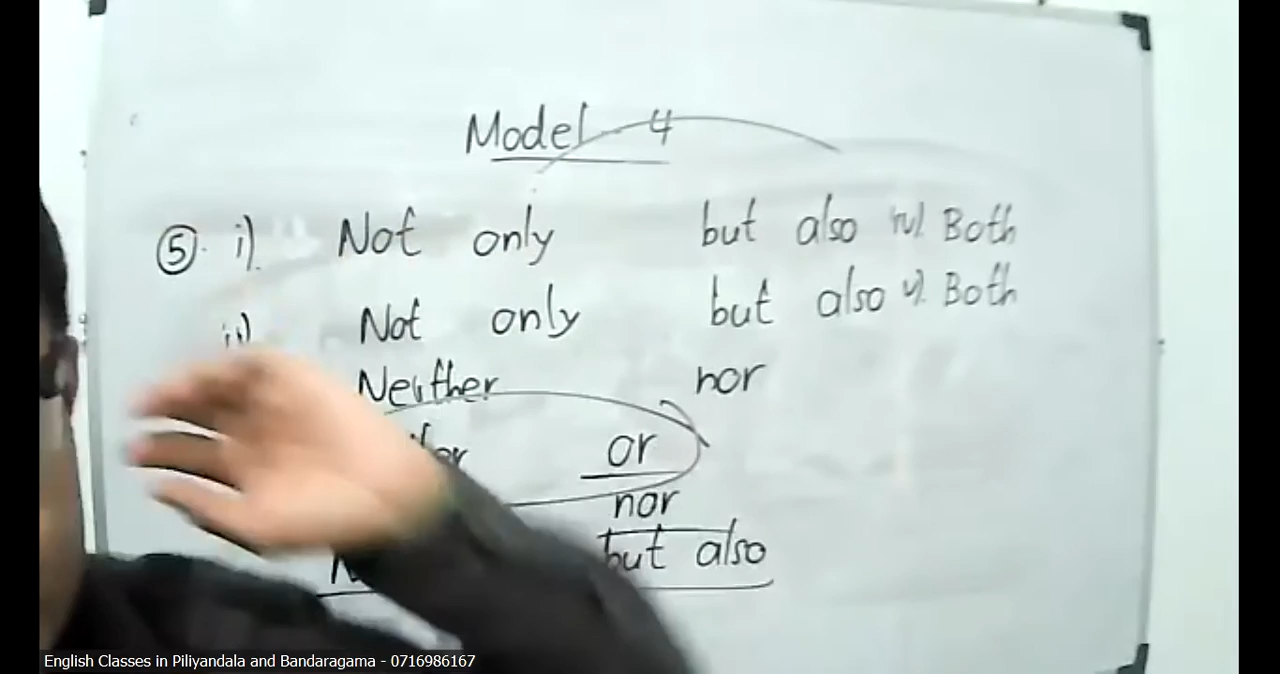 Model 4
⑤. i) Not only but also iv) Both
ii) Not only but also v) Both
Neither nor
or
nor
but also
English Classes in Piliyandala and Bandaragama - 0716986167